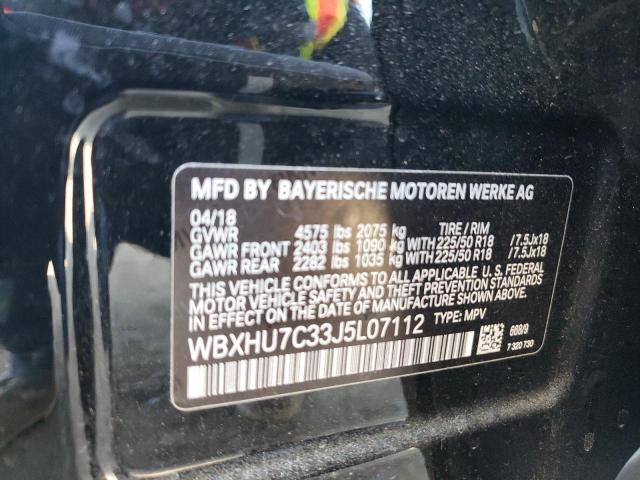 MFD BY BAYERISCHE MOTOREN WERKE AG
04/18
GVWR 4575 lbs 2075 kg TIRE / RIM
GAWR FRONT 2403 lbs 1090 kg WITH 225/50 R18 / 7.5Jx18
GAWR REAR 2282 lbs 1035 kg WITH 225/50 R18 / 7.5Jx18
THIS VEHICLE CONFORMS TO ALL APPLICABLE U. S. FEDERAL
MOTOR VEHICLE SAFETY, BUMPER, AND THEFT PREVENTION STANDARDS
IN EFFECT ON THE DATE OF MANUFACTURE SHOWN ABOVE.
WBXHU7C33J5L07112 TYPE: MPV
668/9
7 320 730